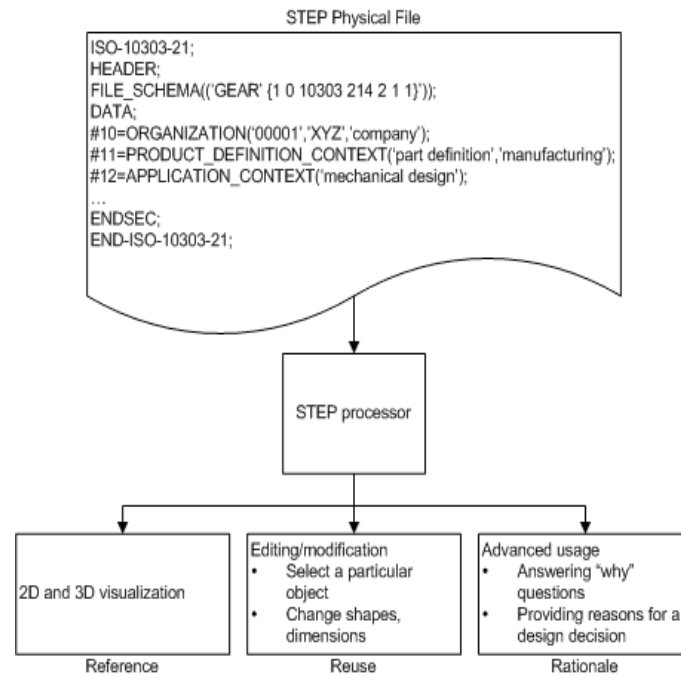 STEP Physical File
ISO-10303-21;
HEADER;
FILE_SCHEMA(('GEAR' {1 0 10303 214 2 1 1}'));
DATA;
#10=ORGANIZATION('00001','XYZ','company');
#11=PRODUCT_DEFINITION_CONTEXT('part definition','manufacturing');
#12=APPLICATION_CONTEXT('mechanical design');
...
ENDSEC;
END-ISO-10303-21;
STEP processor
2D and 3D visualization
Reference
Editing/modification
• Select a particular
object
• Change shapes,
dimensions
Reuse
Advanced usage
• Answering “why”
questions
• Providing reasons for a
design decision
Rationale